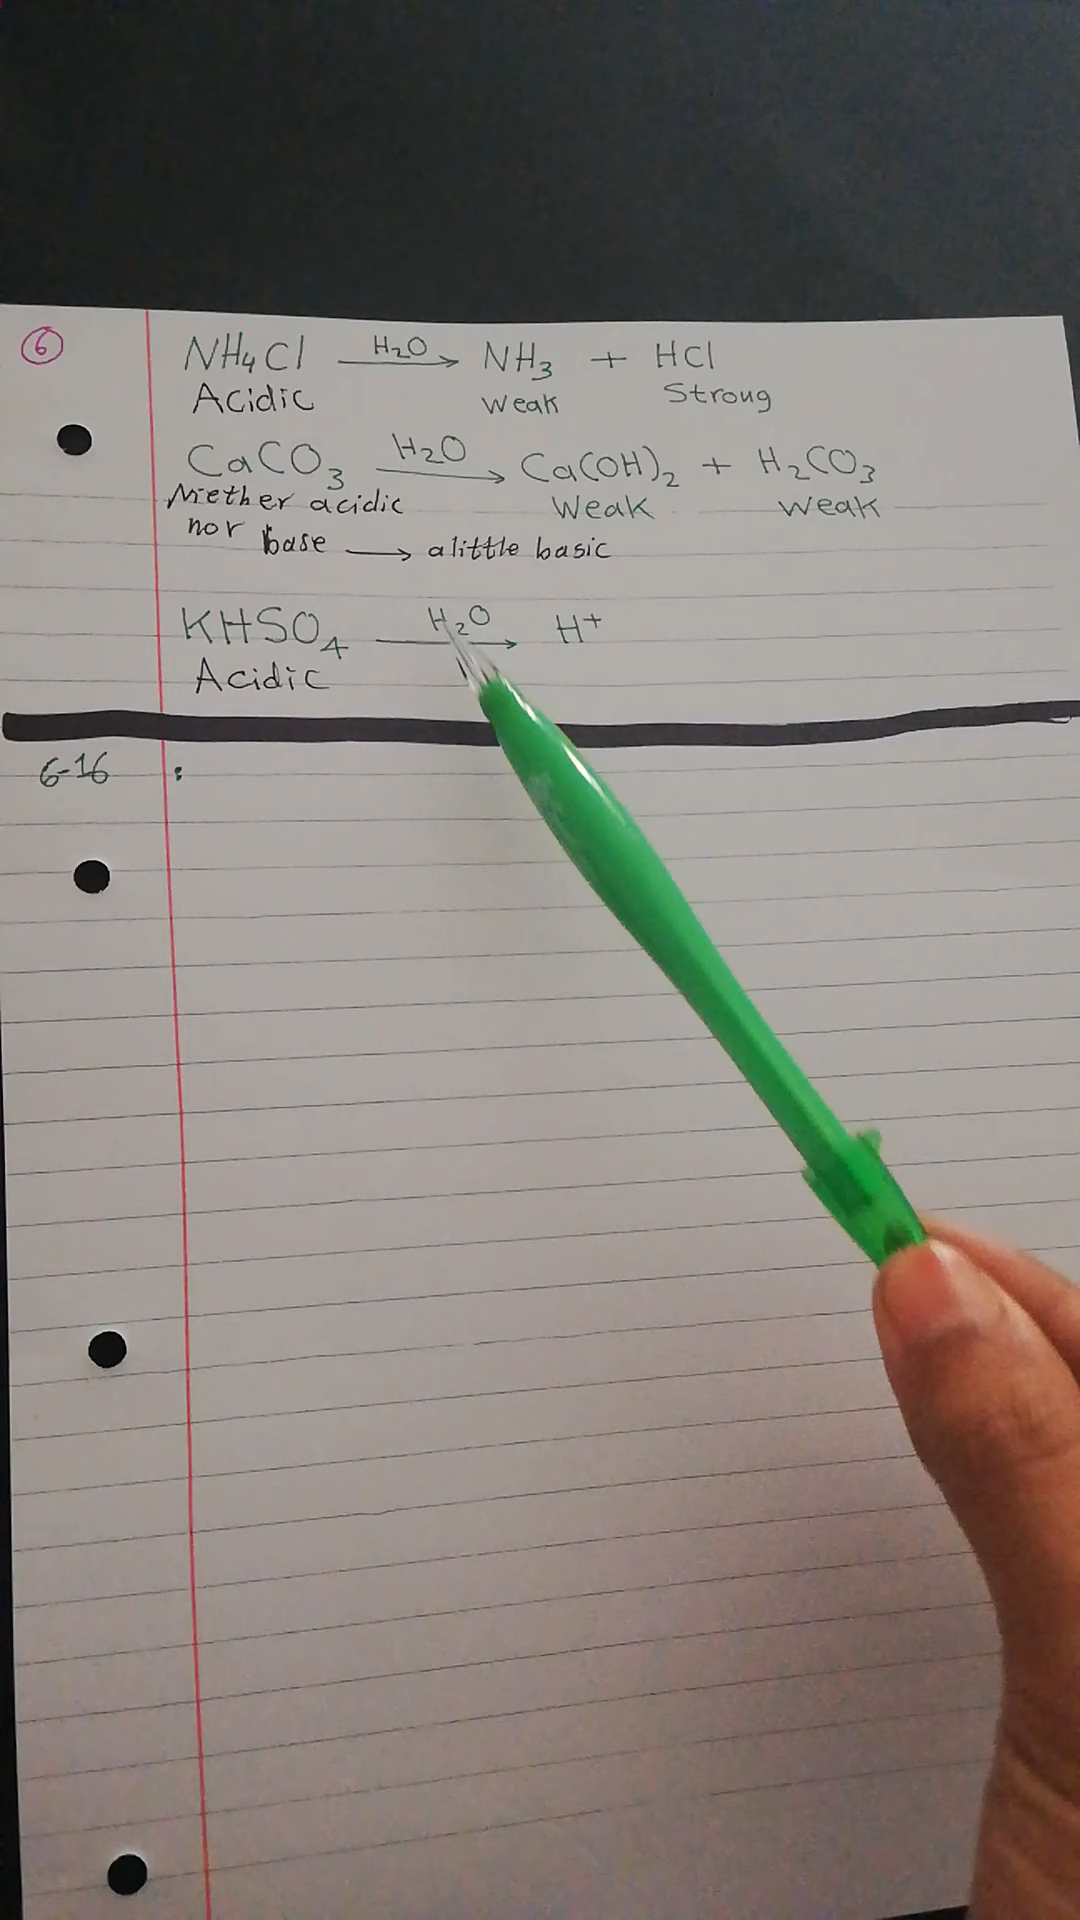 6
NH₄Cl —H₂O→ NH₃ + HCl
Acidic weak Strong
CaCO₃ —H₂O→ Ca(OH)₂ + H₂CO₃
Niether acidic weak weak
nor base → alittle basic
KHSO₄ —H₂O→ H⁺
Acidic
6-16 :